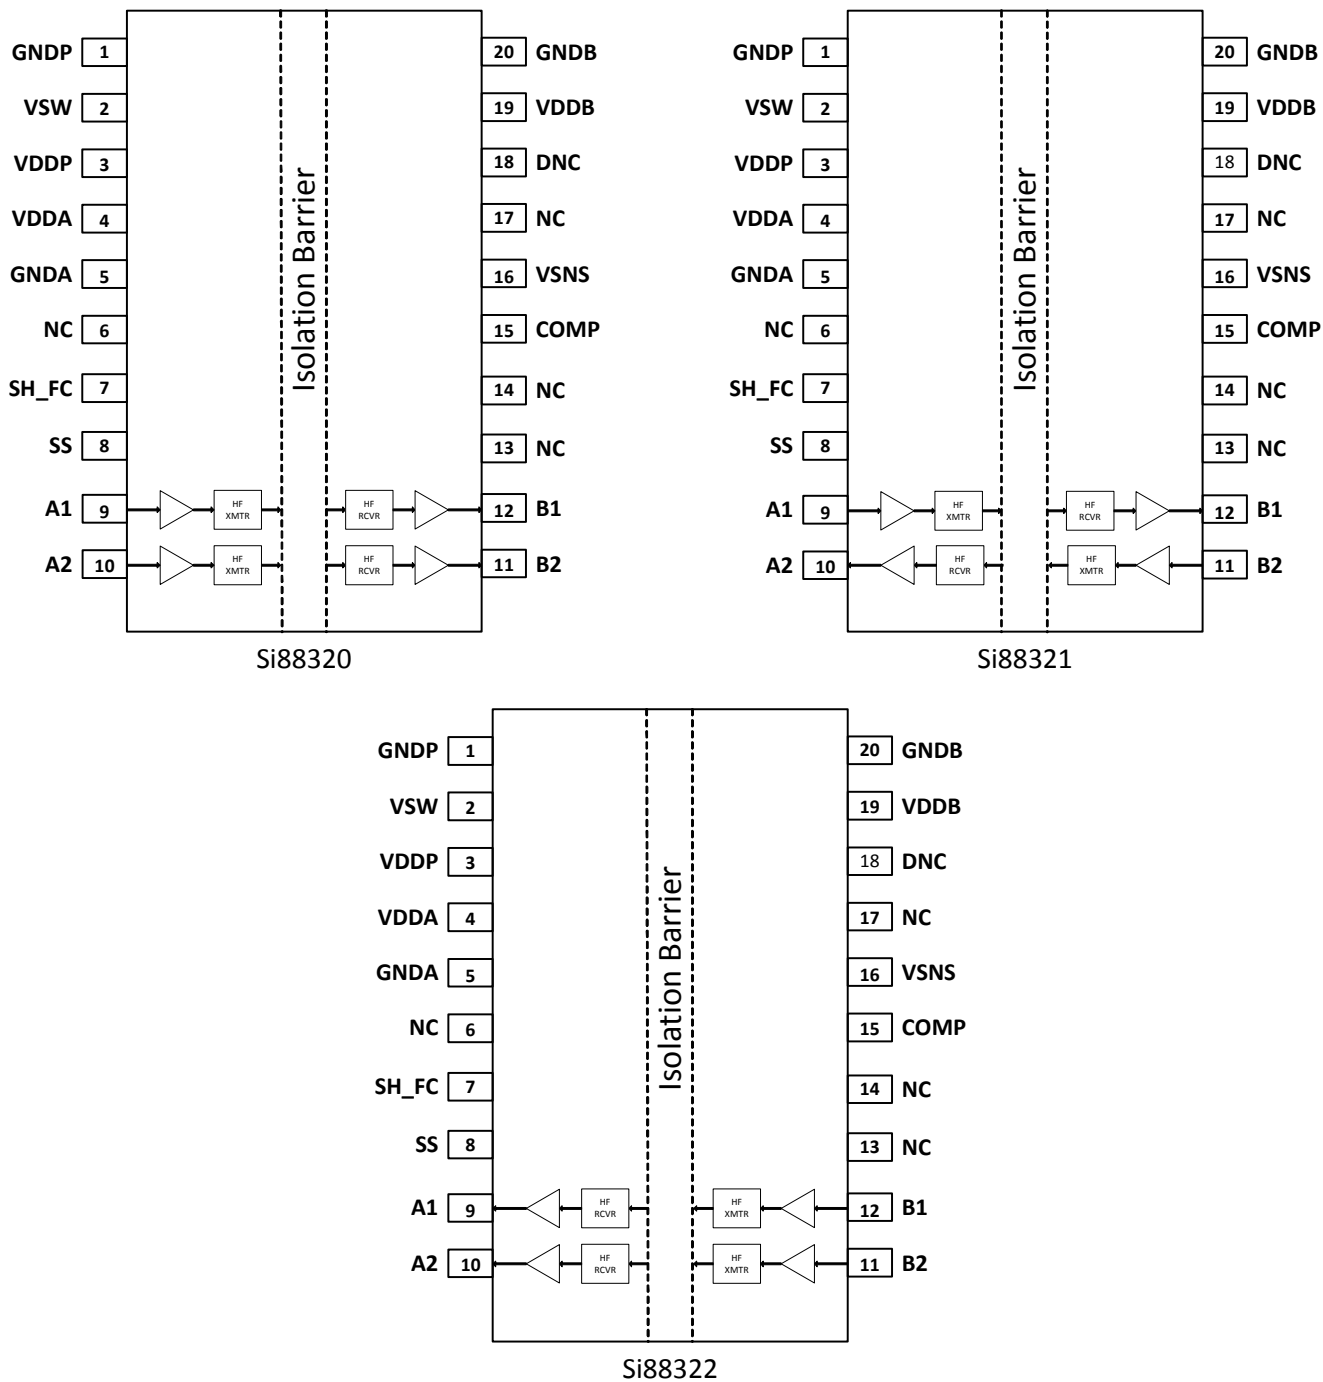 GNDP 1 20 GNDB
VSW 2 19 VDDB
VDDP 3 18 DNC
VDDA 4 17 NC
GNDA 5 16 VSNS
NC 6 15 COMP
SH_FC 7 14 NC
SS 8 13 NC
A1 9 HF XMTR HF RCVR 12 B1
A2 10 HF XMTR HF RCVR 11 B2
Isolation Barrier
Si88320
GNDP 1 20 GNDB
VSW 2 19 VDDB
VDDP 3 18 DNC
VDDA 4 17 NC
GNDA 5 16 VSNS
NC 6 15 COMP
SH_FC 7 14 NC
SS 8 13 NC
A1 9 HF XMTR HF RCVR 12 B1
A2 10 HF RCVR HF XMTR 11 B2
Isolation Barrier
Si88321
GNDP 1 20 GNDB
VSW 2 19 VDDB
VDDP 3 18 DNC
VDDA 4 17 NC
GNDA 5 16 VSNS
NC 6 15 COMP
SH_FC 7 14 NC
SS 8 13 NC
A1 9 HF RCVR HF XMTR 12 B1
A2 10 HF RCVR HF XMTR 11 B2
Isolation Barrier
Si88322